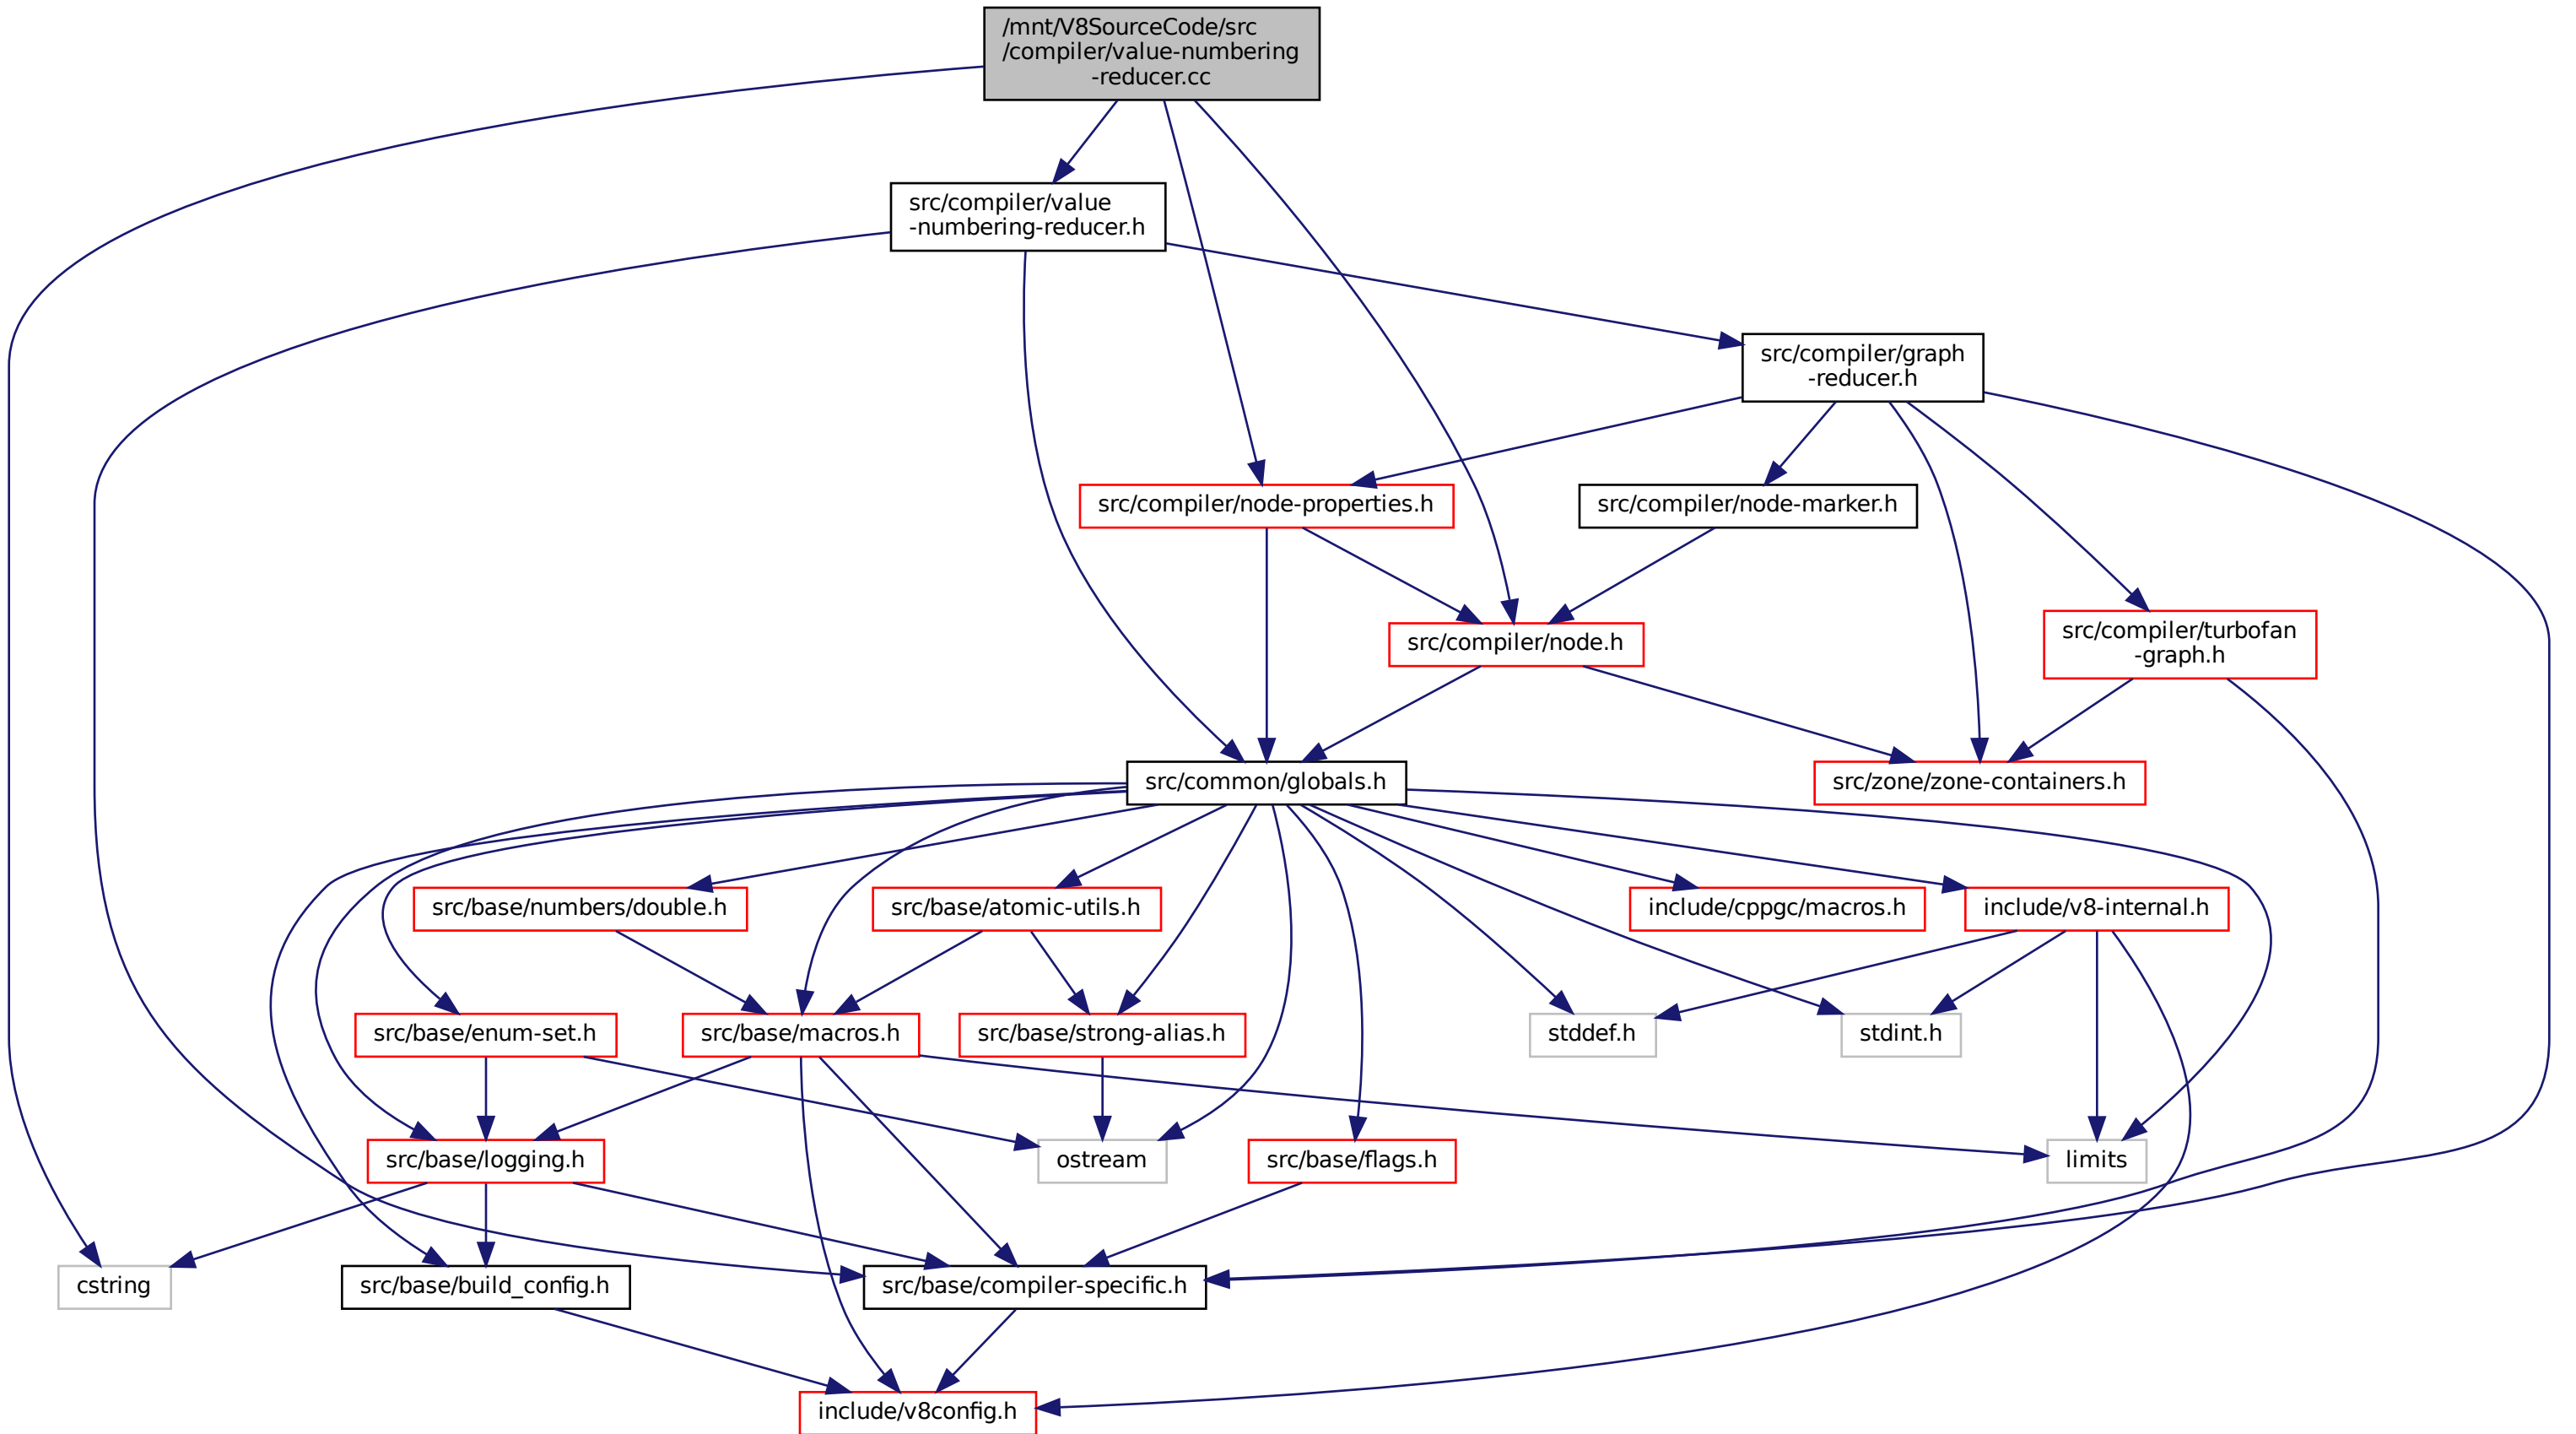 /mnt/V8SourceCode/src
/compiler/value-numbering
-reducer.cc
src/compiler/value
-numbering-reducer.h
src/compiler/graph
-reducer.h
src/compiler/node-properties.h
src/compiler/node-marker.h
src/compiler/node.h
src/compiler/turbofan
-graph.h
src/common/globals.h
src/zone/zone-containers.h
src/base/numbers/double.h
src/base/atomic-utils.h
include/cppgc/macros.h
include/v8-internal.h
src/base/enum-set.h
src/base/macros.h
src/base/strong-alias.h
stddef.h
stdint.h
src/base/logging.h
ostream
src/base/flags.h
limits
cstring
src/base/build_config.h
src/base/compiler-specific.h
include/v8config.h